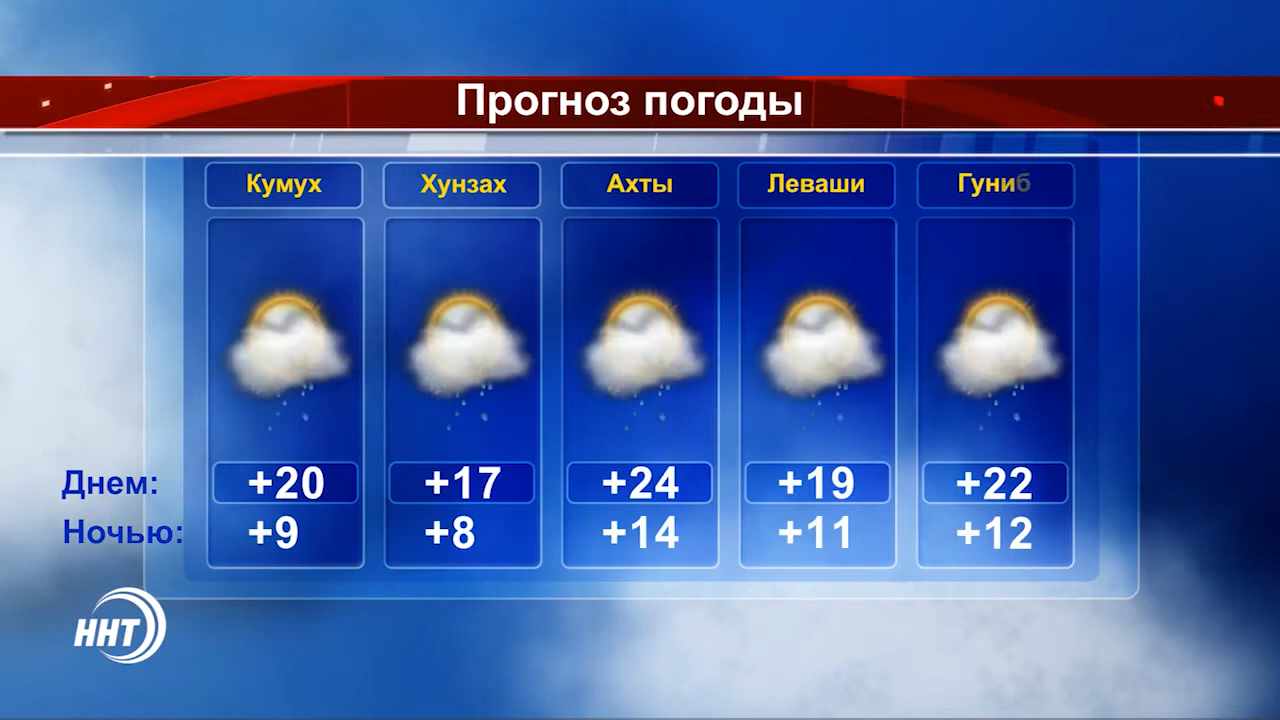 Прогноз погоды
Кумух Хунзах Ахты Леваши Гуниб
Днем: +20 +17 +24 +19 +22
Ночью: +9 +8 +14 +11 +12
ННТ